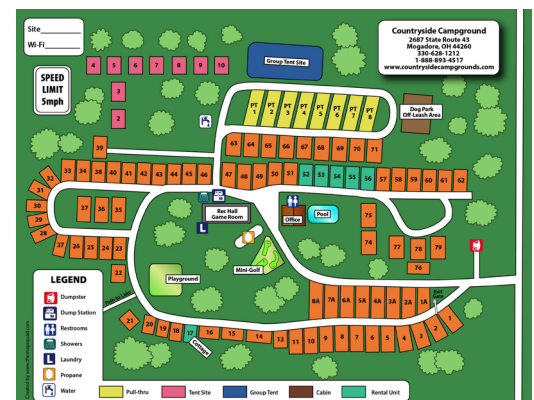 Site
Wi-Fi
SPEED
LIMIT
5mph
4 5 6 7 8 9 10
3
2
Group Tent Site
Countryside Campground
2687 State Route 43
Mogadore, OH 44260
330-628-1212
1-888-893-4517
www.countrysidecampgrounds.com
PT 1 PT 2 PT 3 PT 4 PT 5 PT 6 PT 7 PT 8
Dog Park
Off-Leash Area
39
63 64 65 66 67 68 69 70 71
33 34 38 40 41 42 43 44 45 46
47 48 49 50 51 52 53 54 55 56 57 58 59 60 61 62
32
31
30
29
28
27 26 25 24 23
22
37 36 35
Rec Hall
Game Room
L
Office
Pool
Mini-Golf
Playground
75
74
77 78 79
76
8A 7A 6A 5A 4A 3A 2A 1A
Exit
Gate
Path to Lake
21 20 19 18 17 16 15 14 12 11 10 9 8 7 6 5 4 3 2 1
Cottage
LEGEND
Dumpster
Dump Station
Restrooms
Showers
L Laundry
Propane
Water
Pull-thru
Tent Site
Group Tent
Cabin
Rental Unit